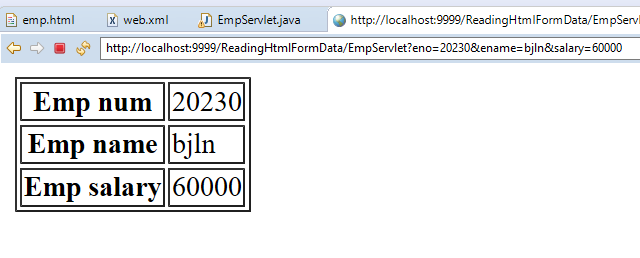 emp.html web.xml EmpServlet.java http://localhost:9999/ReadingHtmlFormData/EmpServl
http://localhost:9999/ReadingHtmlFormData/EmpServlet?eno=20230&ename=bjln&salary=60000
Emp num 20230
Emp name bjln
Emp salary 60000